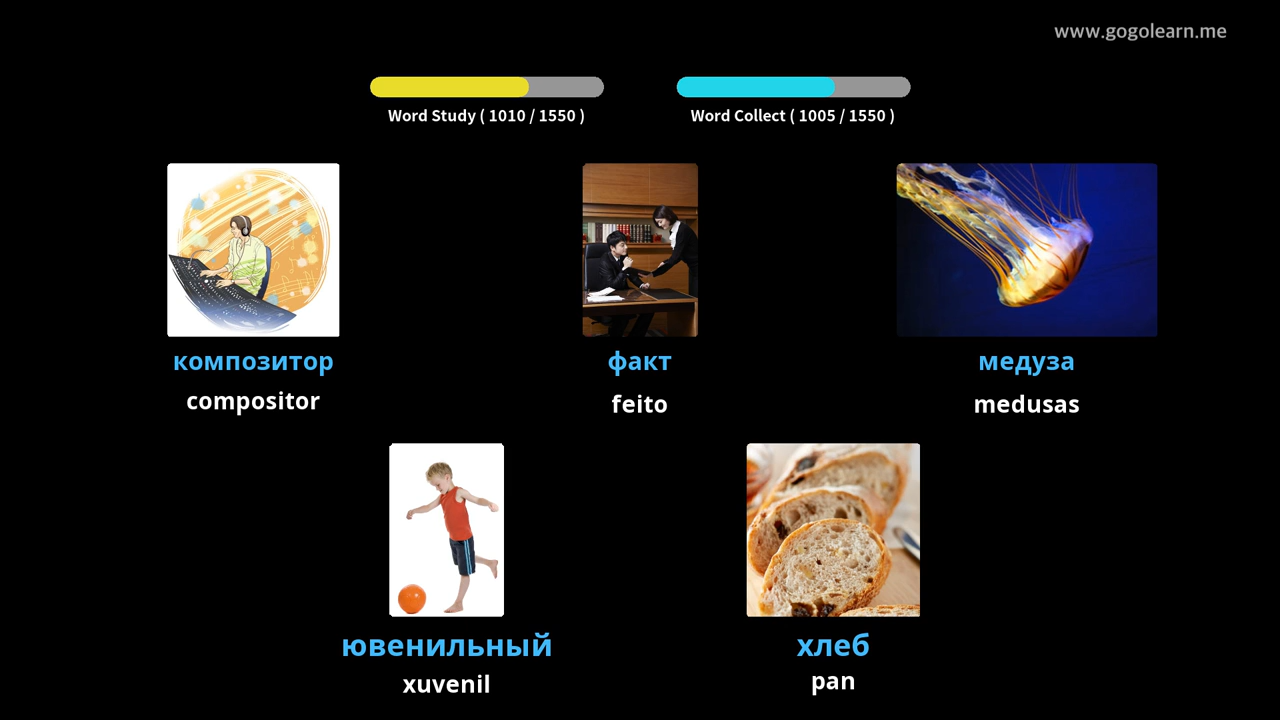 www.gogolearn.me
Word Study ( 1010 / 1550 )
Word Collect ( 1005 / 1550 )
композитор
compositor
факт
feito
медуза
medusas
ювенильный
xuvenil
хлеб
pan